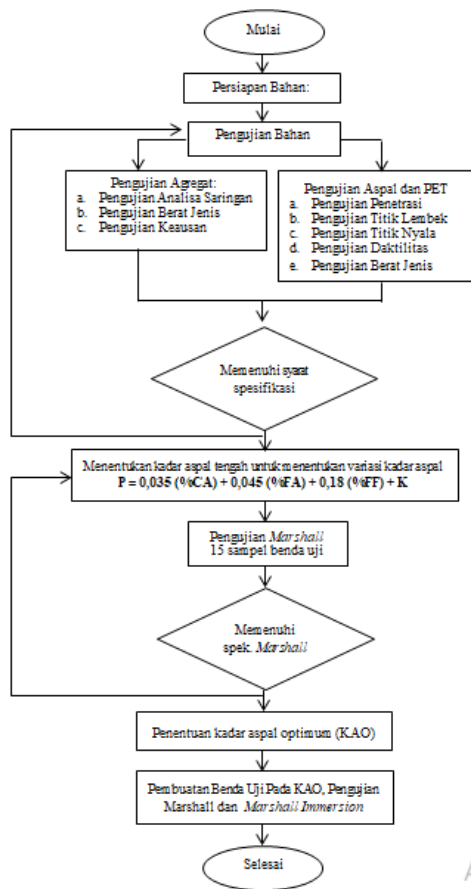 Mulai
Persiapan Bahan:
Pengujian Bahan
Pengujian Agregat:
a. Pengujian Analisa Saringan
b. Pengujian Berat Jenis
c. Pengujian Keausan
Pengujian Aspal dan PET
a. Pengujian Penetrasi
b. Pengujian Titik Lembek
c. Pengujian Titik Nyala
d. Pengujian Daktilitas
e. Pengujian Berat Jenis
Memenuhi syarat
spesifikasi
Menentukan kadar aspal tengah untuk menentukan variasi kadar aspal
P = 0,035 (%CA) + 0,045 (%FA) + 0,18 (%FF) + K
Pengujian Marshall
15 sampel benda uji
Memenuhi
spek. Marshall
Penentuan kadar aspal optimum (KAO)
Pembuatan Benda Uji Pada KAO, Pengujian
Marshall dan Marshall Immersion
Selesai
A